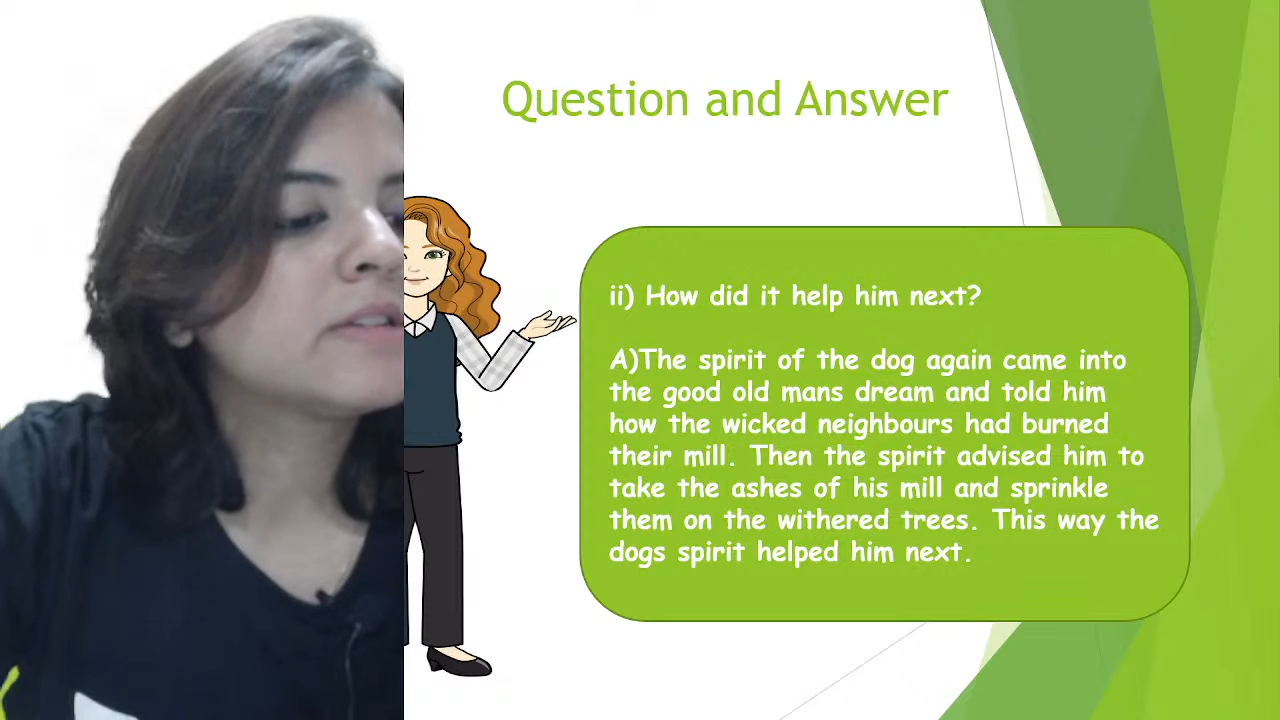 Question and Answer
ii) How did it help him next?
A)The spirit of the dog again came into
the good old mans dream and told him
how the wicked neighbours had burned
their mill. Then the spirit advised him to
take the ashes of his mill and sprinkle
them on the withered trees. This way the
dogs spirit helped him next.